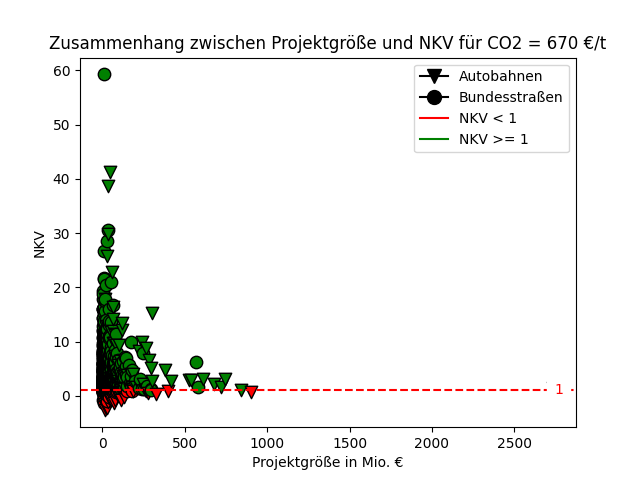 Zusammenhang zwischen Projektgröße und NKV für CO2 = 670 €/t
Autobahnen
Bundesstraßen
NKV < 1
NKV >= 1
NKV
60
50
40
30
20
10
0
1
0
500
1000
1500
2000
2500
Projektgröße in Mio. €